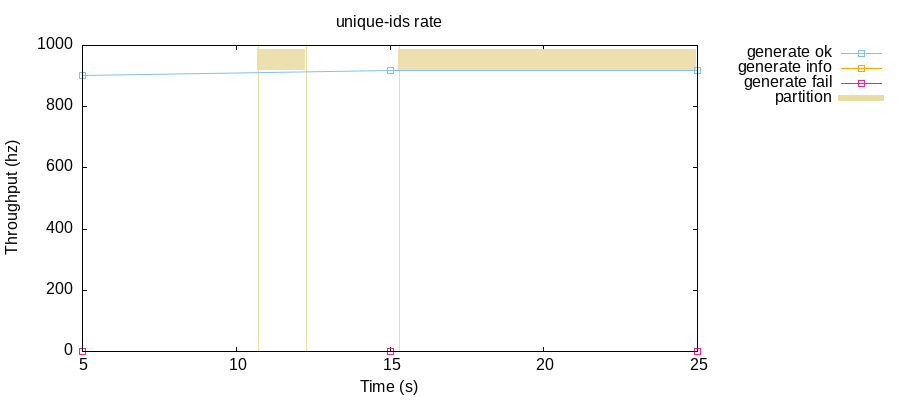 unique-ids rate
1000
800
600
400
200
0
Throughput (hz)
5
10
15
20
25
Time (s)
generate ok
generate info
generate fail
partition